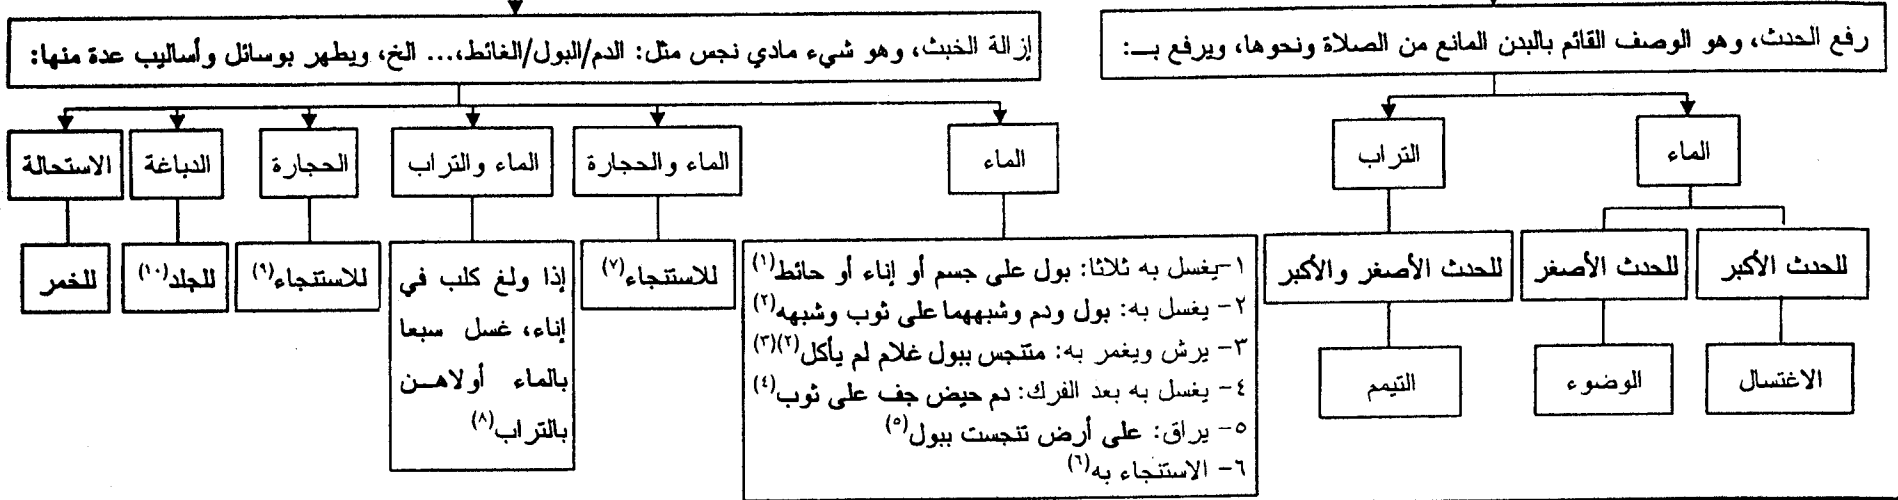 رفع الحدث، وهو الوصف القائم بالبدن المانع من الصلاة ونحوها، ويرفع بـــ:
الماء
التراب
للحدث الأكبر
للحدث الأصغر
للحدث الأصغر والأكبر
الاغتسال
الوضوء
التيمم
إزالة الخبث، وهو شيء مادي نجس مثل: الدم/البول/الغائط،... الخ، ويطهر بوسائل وأساليب عدة منها:
الماء
الماء والحجارة
الماء والتراب
الحجارة
الدباغة
الاستحالة
١-يغسل به ثلاثا: بول على جسم أو إناء أو حائط(١)
٢- يغسل به: بول ودم وشبههما على ثوب وشبهه(٢)
٣- يرش ويغمر به: متنجس ببول غلام لم يأكل(٢)(٣)
٤- يغسل به بعد الفرك: دم حيض جف على ثوب(٤)
٥- يراق: على أرض تنجست ببول(٥)
٦- الاستنجاء به(٦)
للاستنجاء(٧)
إذا ولغ كلب في
إناء، غسل سبعا
بالماء أولاهـــن
بالتراب(٨)
للاستنجاء(٩)
للجلد(١٠)
للخمر